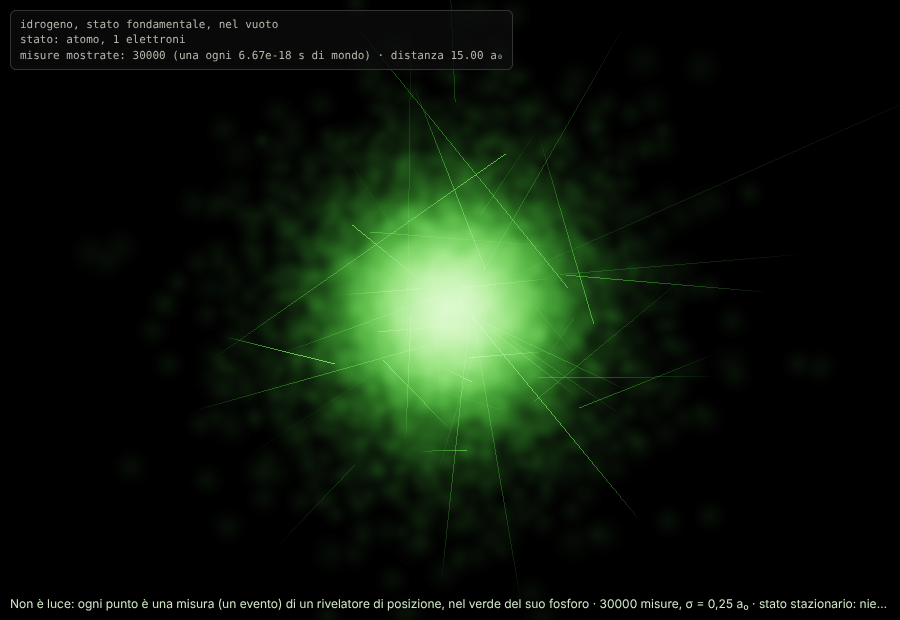 idrogeno, stato fondamentale, nel vuoto
stato: atomo, 1 elettroni
misure mostrate: 30000 (una ogni 6.67e-18 s di mondo) · distanza 15.00 a₀
Non è luce: ogni punto è una misura (un evento) di un rivelatore di posizione, nel verde del suo fosforo · 30000 misure, σ = 0,25 a₀ · stato stazionario: nie…